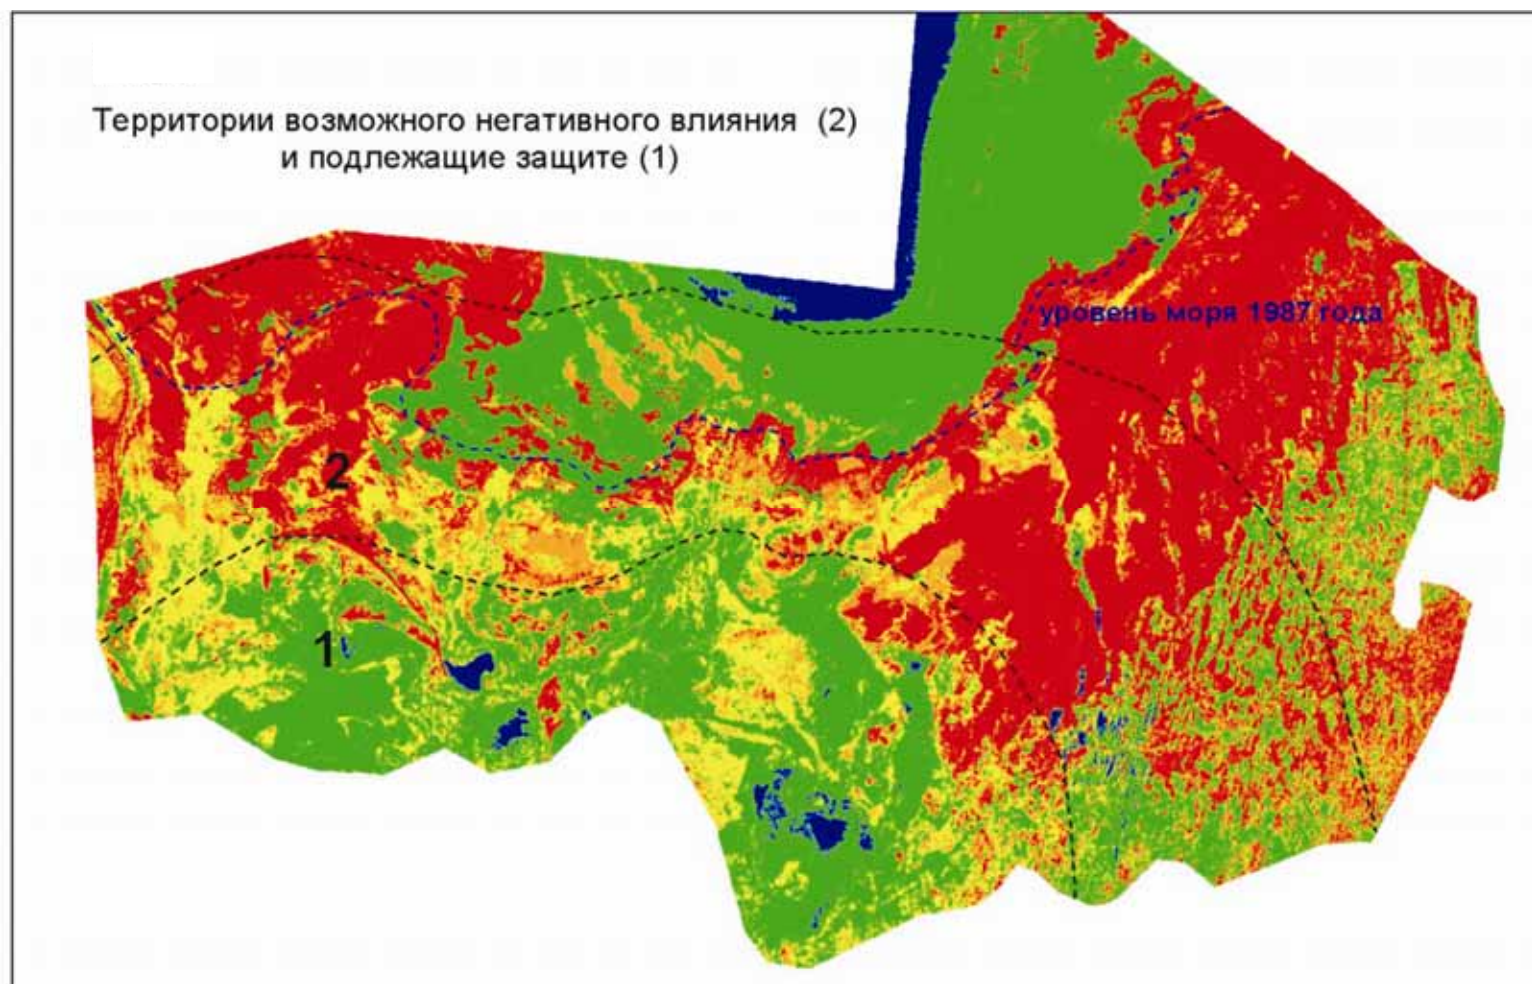 Территории возможного негативного влияния (2)
и подлежащие защите (1)
уровень моря 1987 года
2
1